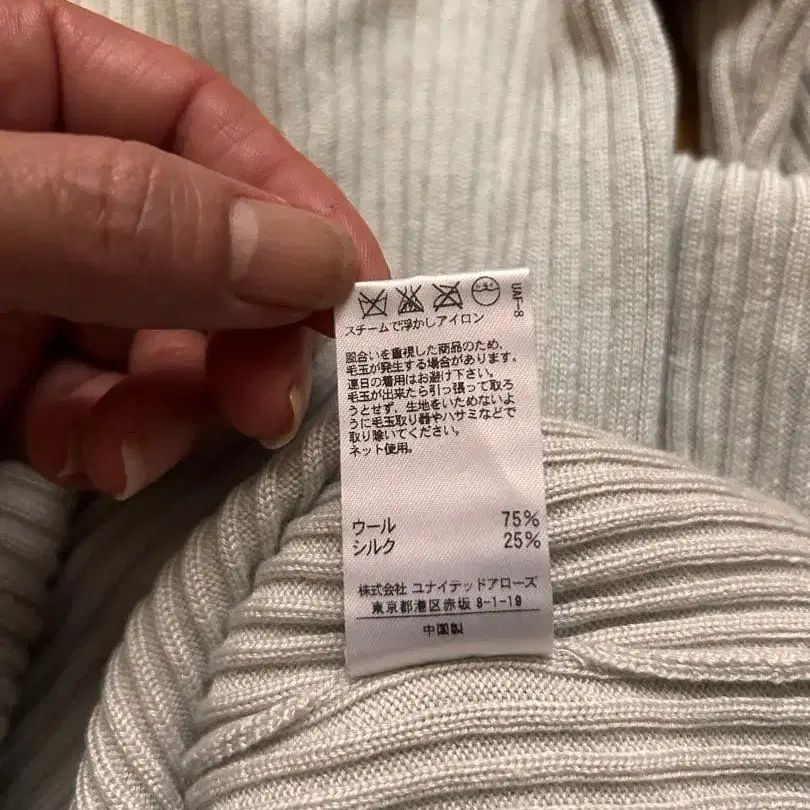 UAF-8
スチームで浮かしアイロン
風合いを重視した商品のため、
毛玉が発生する場合があります。
連日の着用はお避け下さい。
毛玉が出来たら引っ張って取ろ
うとせず、生地をいためないよ
うに毛玉取り器やハサミなどで
取り除いてください。
ネット使用。
ウール 75%
シルク 25%
株式会社 ユナイテッドアローズ
東京都港区赤坂 8-1-19
中国製